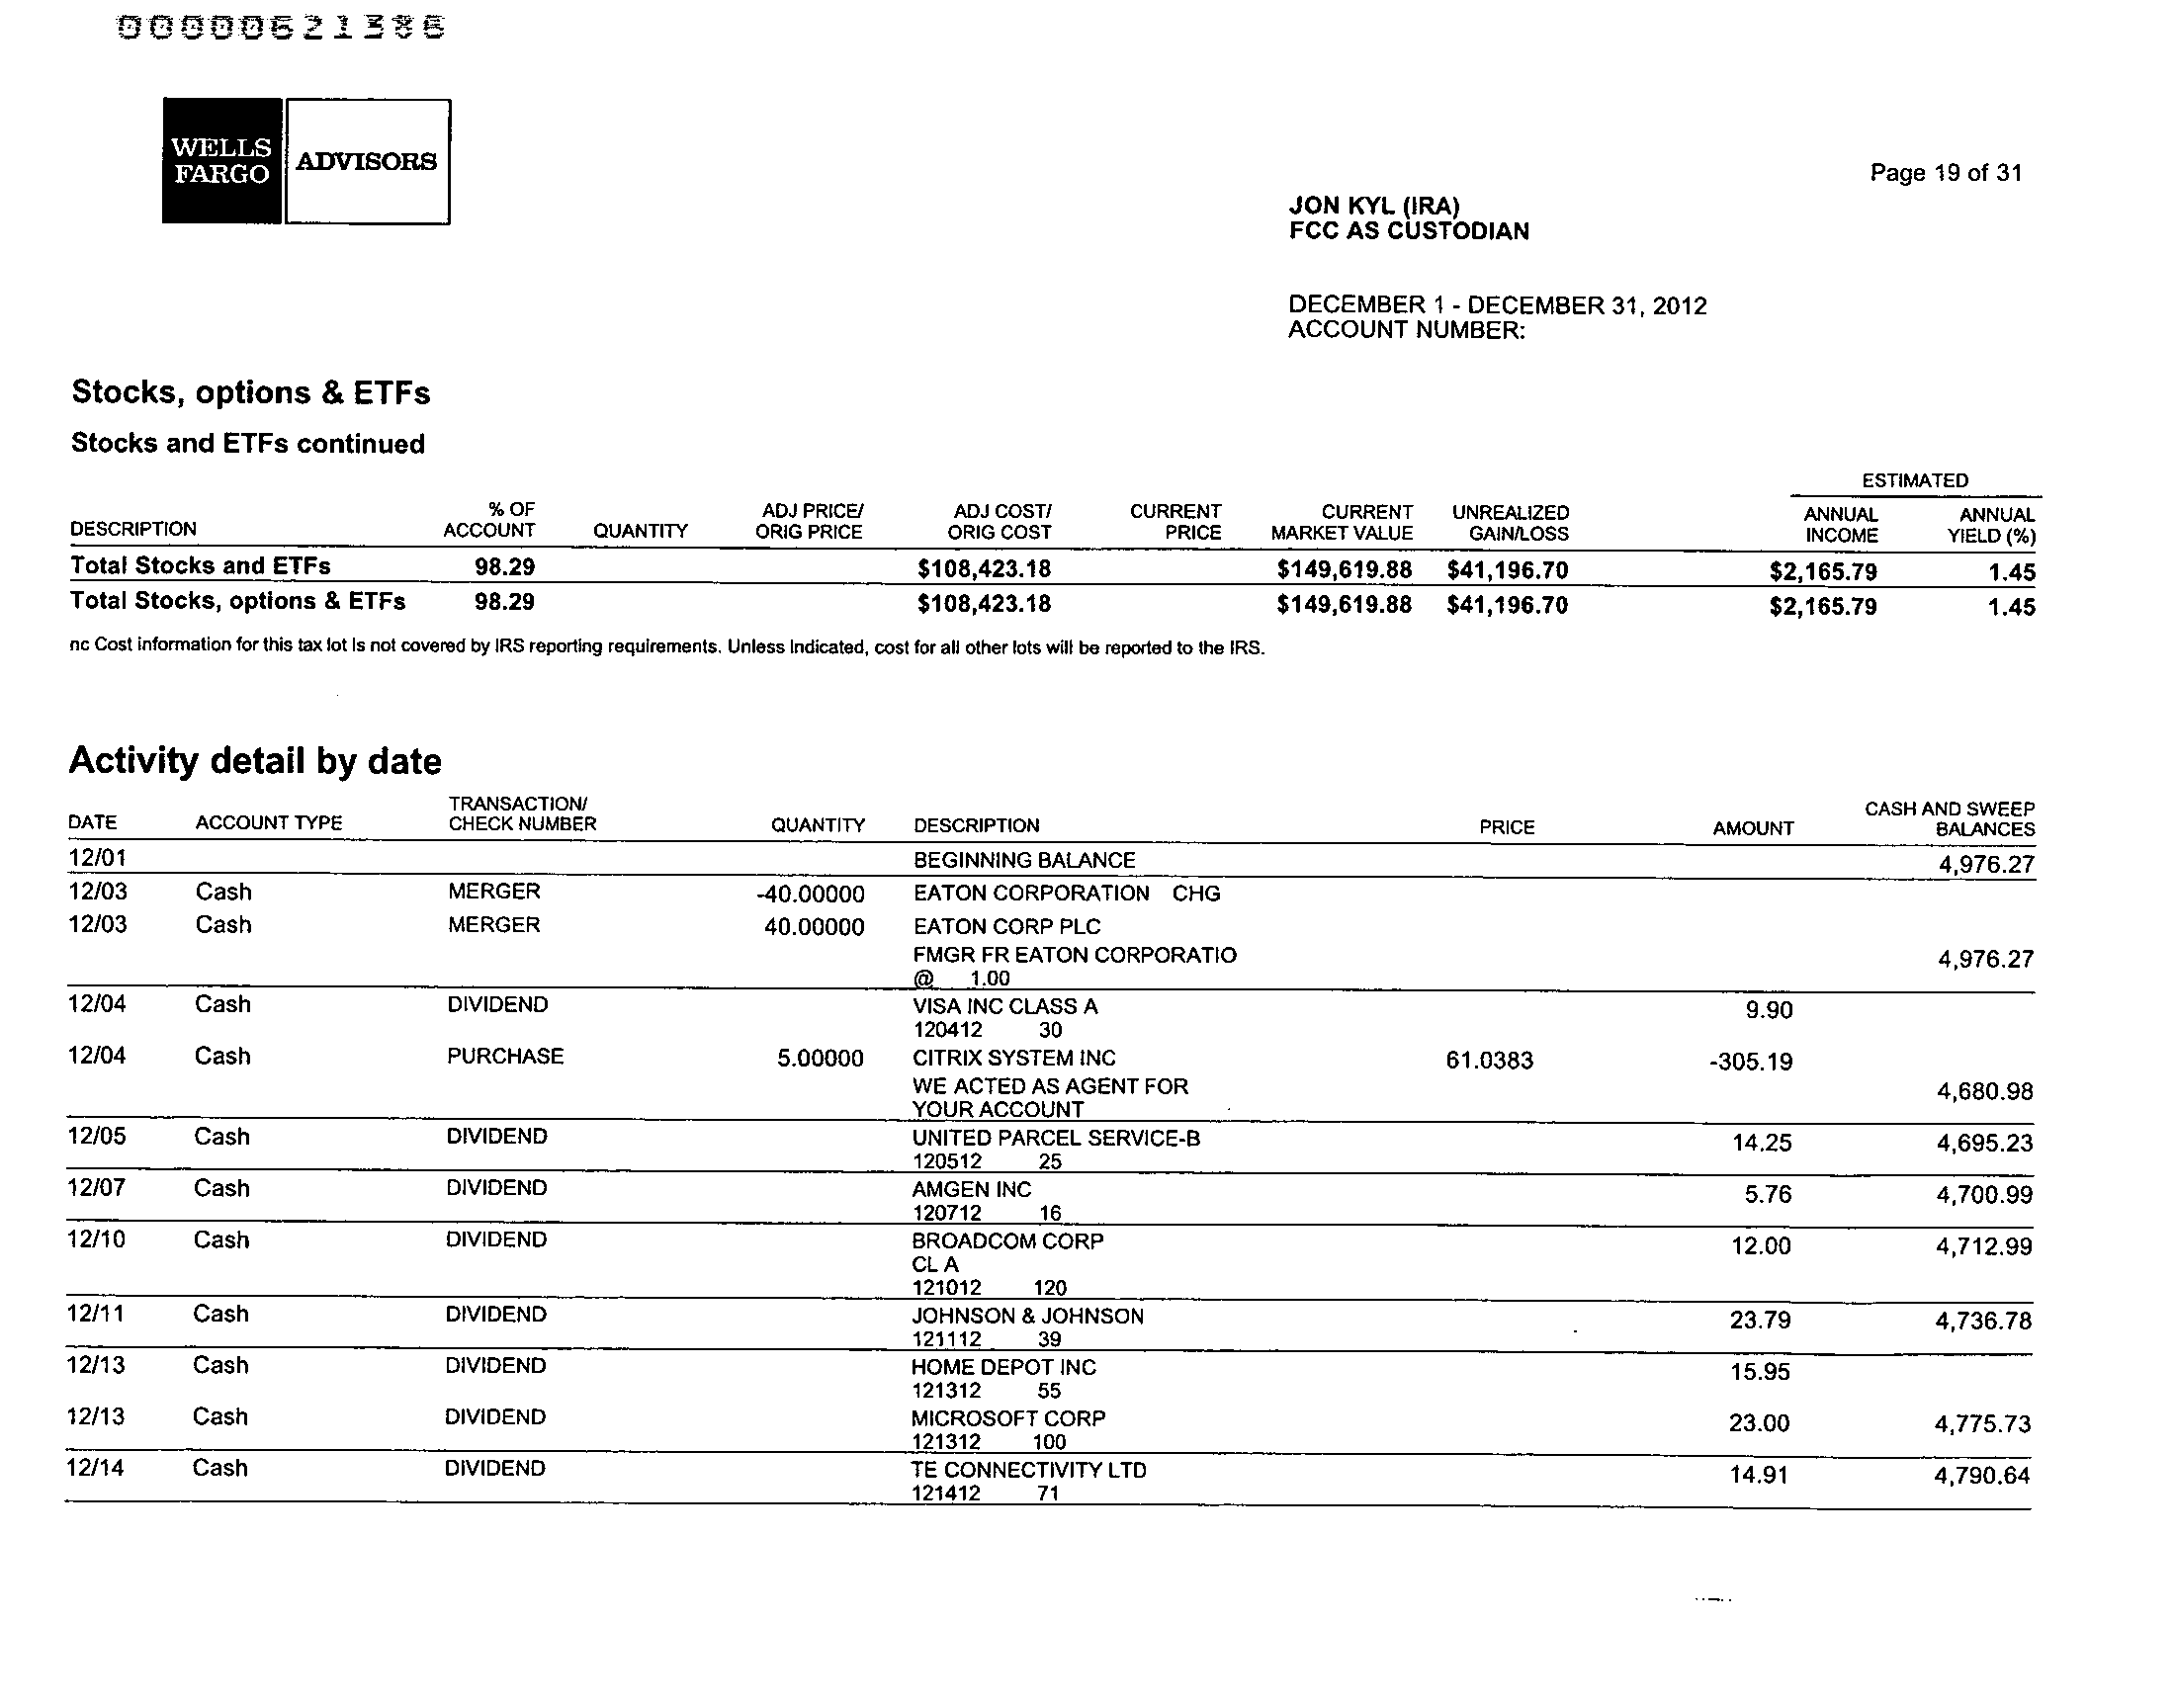 00000621386
WELLS FARGO ADVISORS
Page 19 of 31
JON KYL (IRA)
FCC AS CUSTODIAN
DECEMBER 1 - DECEMBER 31, 2012
ACCOUNT NUMBER:
Stocks, options & ETFs
Stocks and ETFs continued
ESTIMATED
DESCRIPTION % OF ACCOUNT QUANTITY ADJ PRICE/ ORIG PRICE ADJ COST/ ORIG COST CURRENT PRICE CURRENT MARKET VALUE UNREALIZED GAIN/LOSS ANNUAL INCOME ANNUAL YIELD (%)
Total Stocks and ETFs 98.29 $108,423.18 $149,619.88 $41,196.70 $2,165.79 1.45
Total Stocks, options & ETFs 98.29 $108,423.18 $149,619.88 $41,196.70 $2,165.79 1.45
nc Cost information for this tax lot Is not covered by IRS reporting requirements. Unless Indicated, cost for all other lots will be reported to the IRS.
Activity detail by date
DATE ACCOUNT TYPE TRANSACTION/ CHECK NUMBER QUANTITY DESCRIPTION PRICE AMOUNT CASH AND SWEEP BALANCES
12/01 BEGINNING BALANCE 4,976.27
12/03 Cash MERGER -40.00000 EATON CORPORATION CHG
12/03 Cash MERGER 40.00000 EATON CORP PLC
FMGR FR EATON CORPORATIO 4,976.27
@ 1.00
12/04 Cash DIVIDEND VISA INC CLASS A 9.90
120412 30
12/04 Cash PURCHASE 5.00000 CITRIX SYSTEM INC 61.0383 -305.19
WE ACTED AS AGENT FOR 4,680.98
YOUR ACCOUNT
12/05 Cash DIVIDEND UNITED PARCEL SERVICE-B 14.25 4,695.23
120512 25
12/07 Cash DIVIDEND AMGEN INC 5.76 4,700.99
120712 16
12/10 Cash DIVIDEND BROADCOM CORP 12.00 4,712.99
CL A
121012 120
12/11 Cash DIVIDEND JOHNSON & JOHNSON 23.79 4,736.78
121112 39
12/13 Cash DIVIDEND HOME DEPOT INC 15.95
121312 55
12/13 Cash DIVIDEND MICROSOFT CORP 23.00 4,775.73
121312 100
12/14 Cash DIVIDEND TE CONNECTIVITY LTD 14.91 4,790.64
121412 71